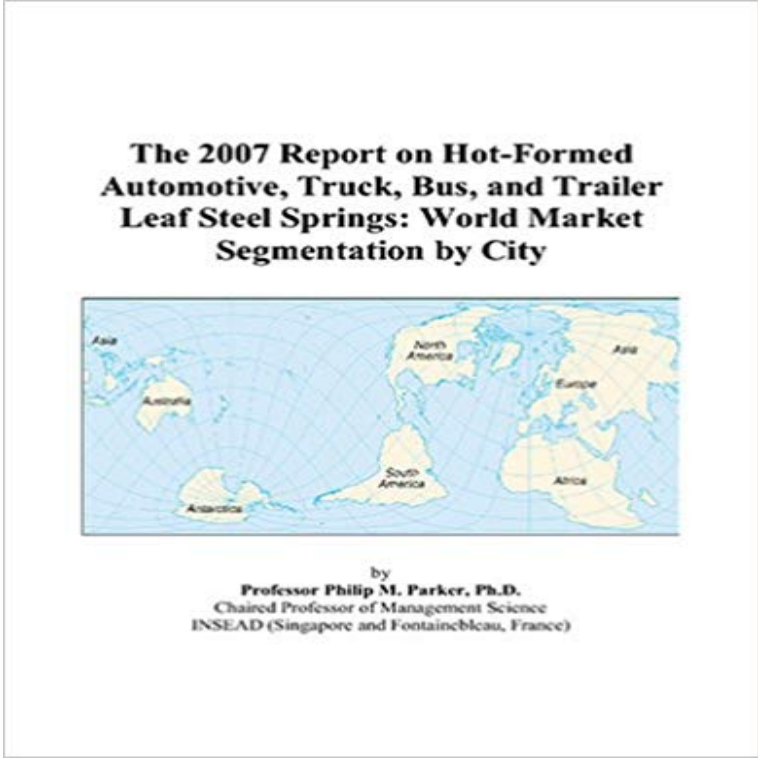 The 2007 Report on Hot-Formed
Automotive, Truck, Bus, and Trailer
Leaf Steel Springs: World Market
Segmentation by City
Asia
North
America
Asia
Europe
Australia
South
America
Africa
Antarctica
by
Professor Philip M. Parker, Ph.D.
Chaired Professor of Management Science
INSEAD (Singapore and Fontainebleau, France)